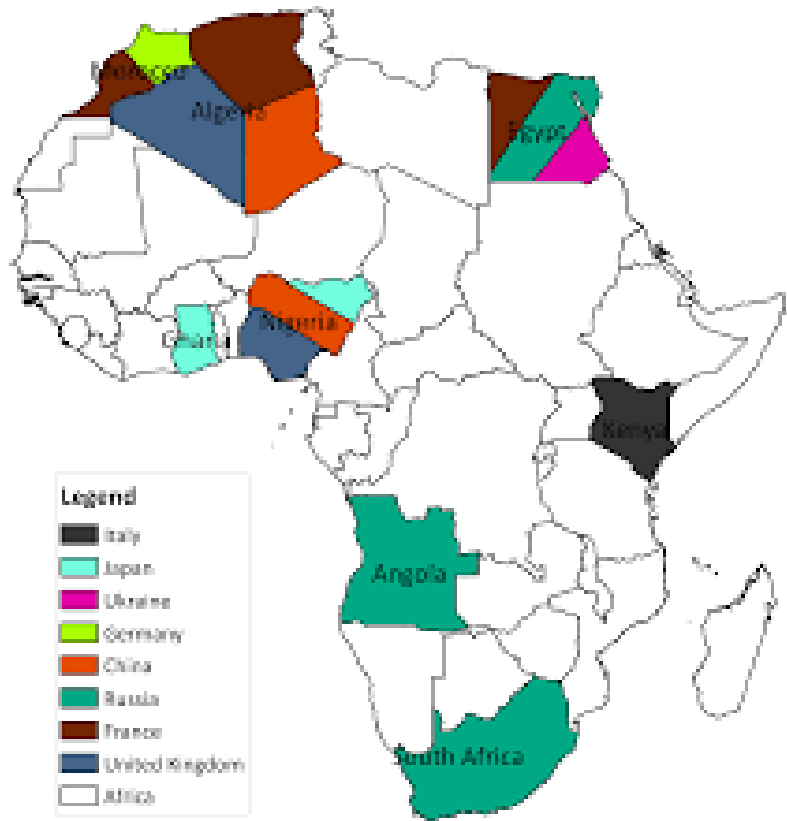 Morocco
Algeria
Egypt
Nigeria
Ghana
Kenya
Angola
South Africa
Legend
Italy
Japan
Ukraine
Germany
China
Russia
France
United Kingdom
Africa